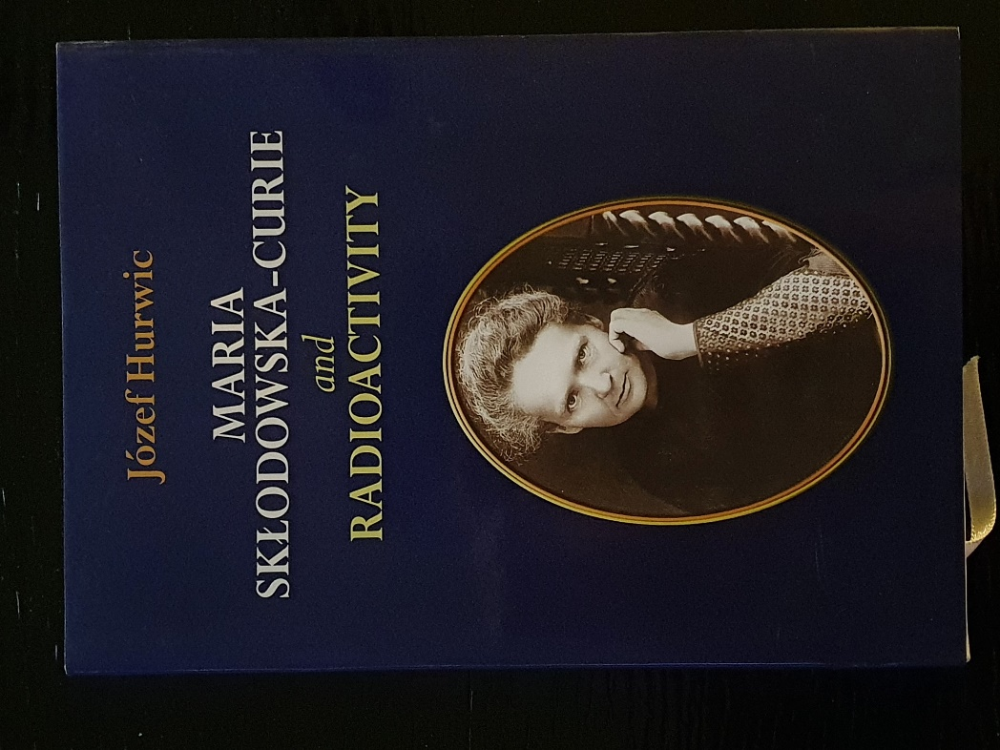 Józef Hurwic
MARIA
SKŁODOWSKA-CURIE
and
RADIOACTIVITY